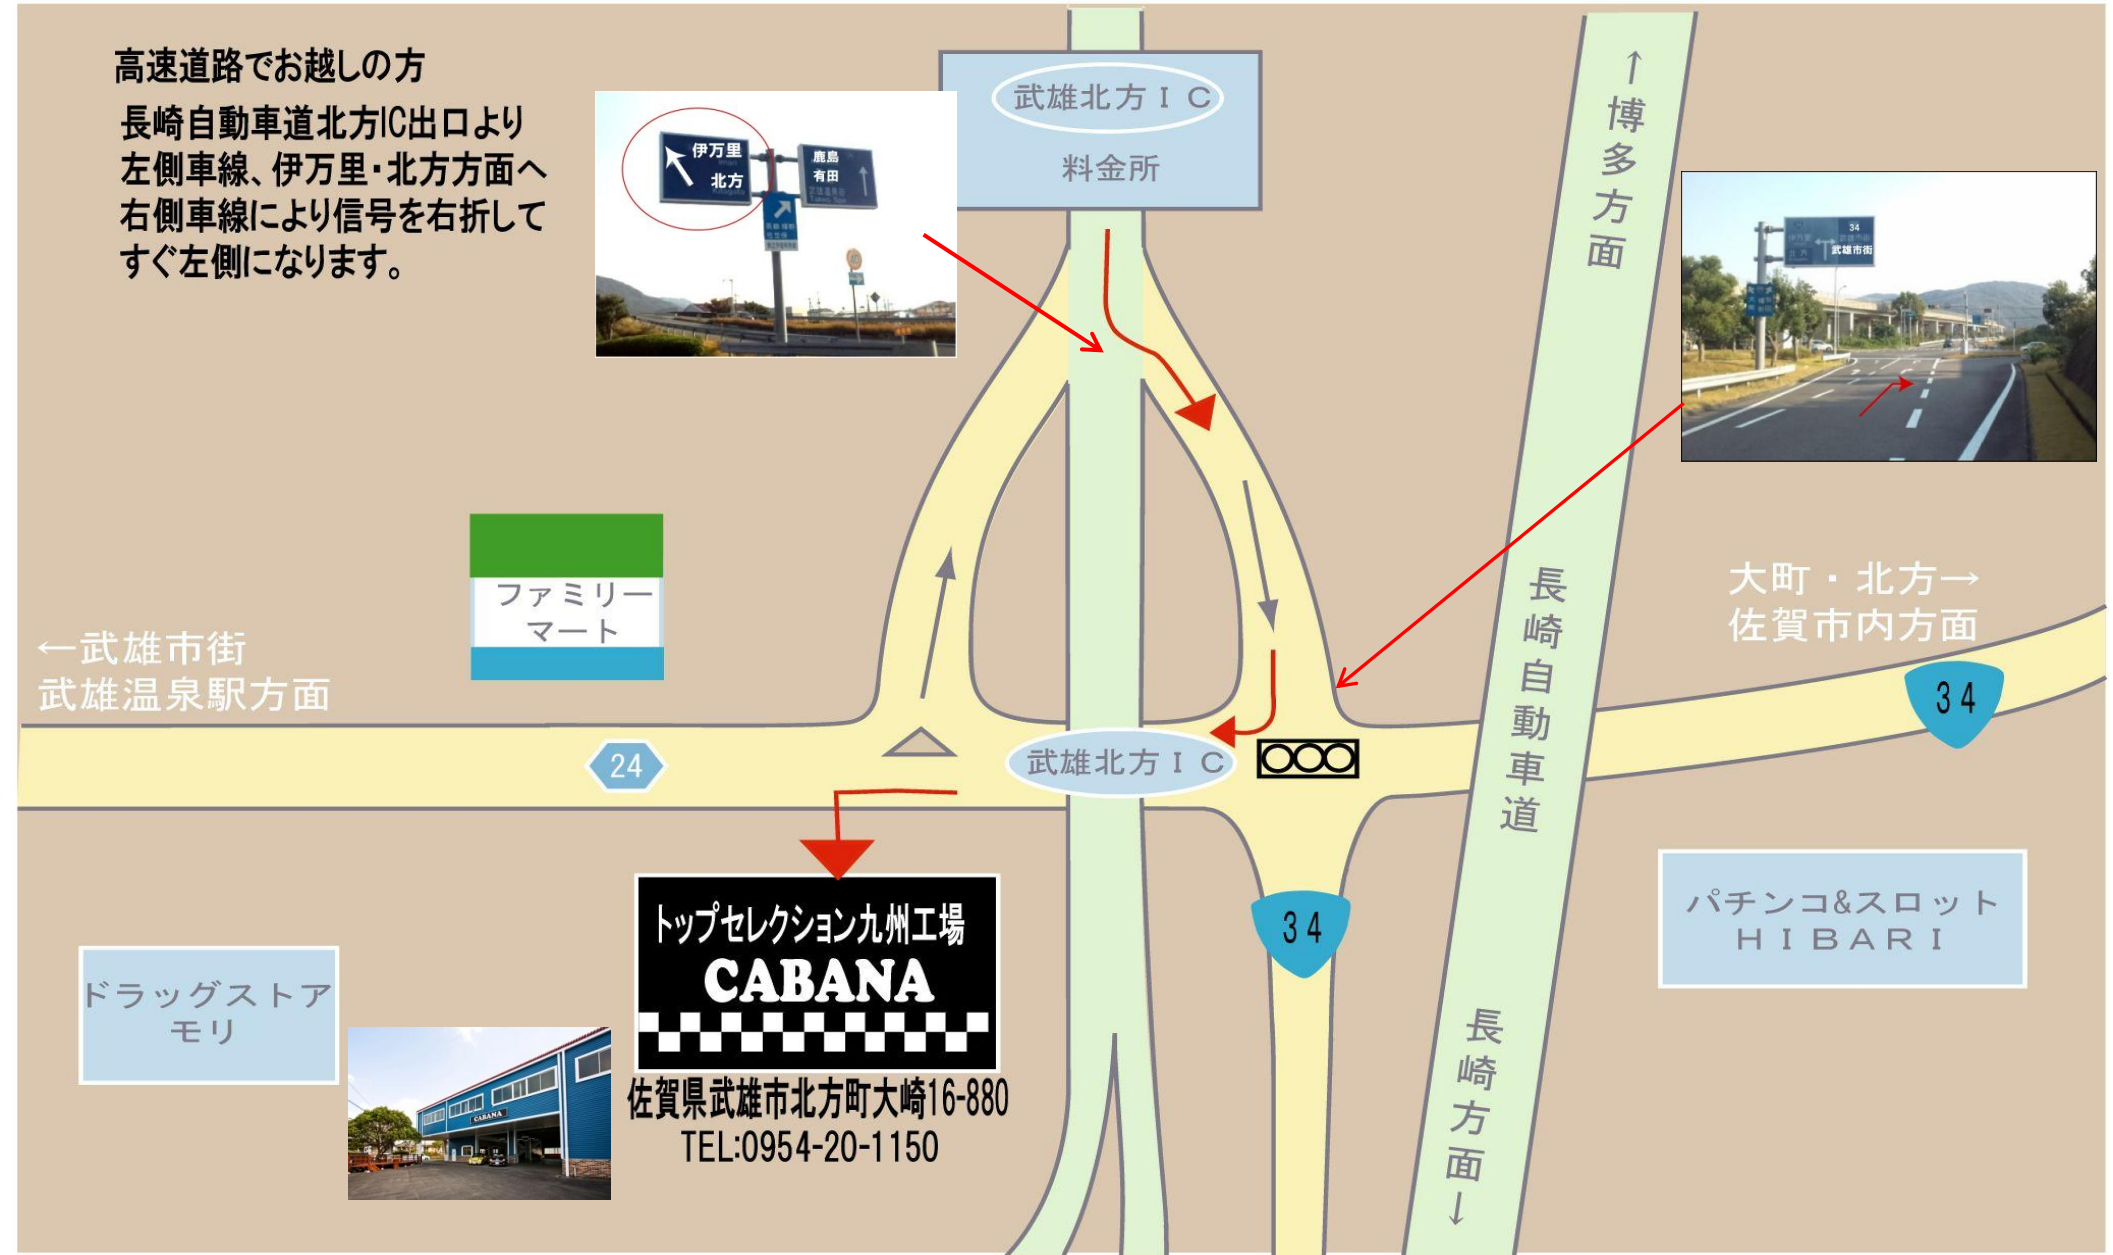 高速道路でお越しの方
長崎自動車道北方IC出口より
左側車線、伊万里・北方方面へ
右側車線により信号を右折して
すぐ左側になります。
伊万里
北方
鹿島
有田
武雄北方ＩＣ
料金所
↑博多方面
34
武雄市街
ファミリー
マート
←武雄市街
武雄温泉駅方面
大町・北方→
佐賀市内方面
34
長崎自動車道
24
武雄北方ＩＣ
トップセレクション九州工場
CABANA
佐賀県武雄市北方町大崎16-880
TEL:0954-20-1150
ドラッグストア
モリ
CABANA
34
パチンコ&スロット
ＨＩＢＡＲＩ
長崎方面↓